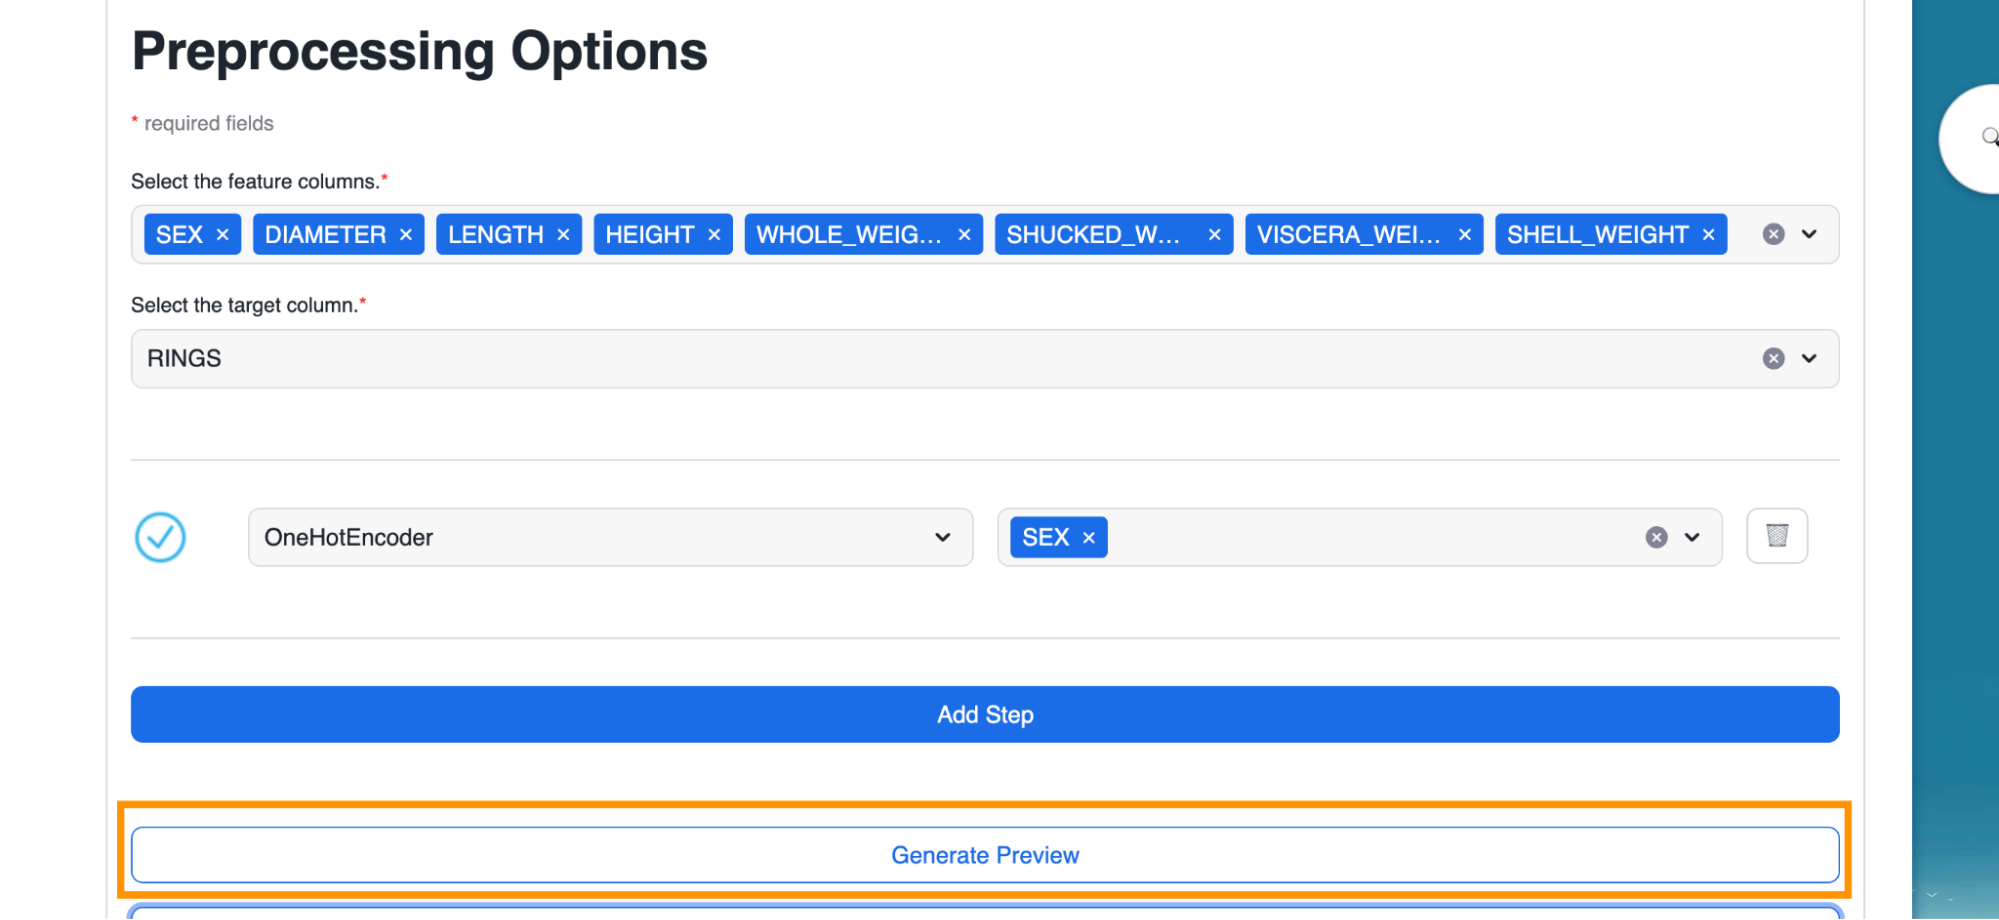 Preprocessing Options
* required fields
Select the feature columns.*
SEX × DIAMETER × LENGTH × HEIGHT × WHOLE_WEIG... × SHUCKED_W... × VISCERA_WEI... × SHELL_WEIGHT ×
Select the target column.*
RINGS
OneHotEncoder SEX ×
Add Step
Generate Preview